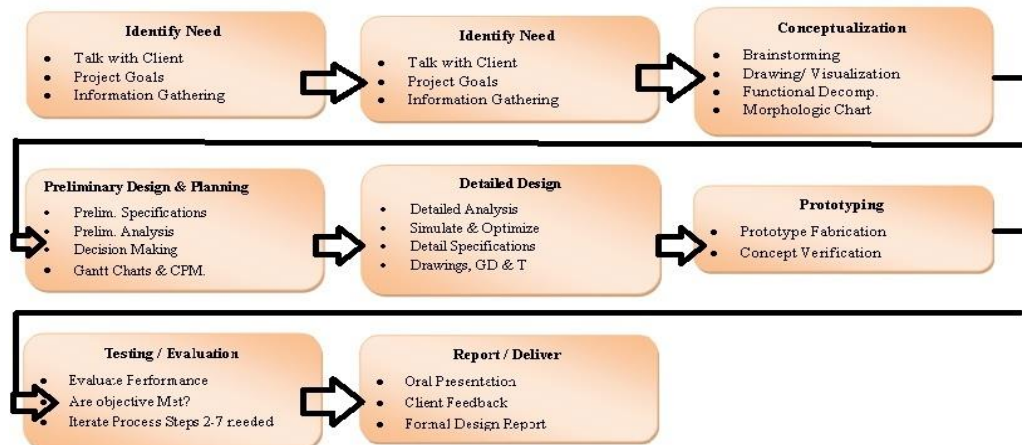 Identify Need
• Talk with Client
• Project Goals
• Information Gathering
Identify Need
• Talk with Client
• Project Goals
• Information Gathering
Conceptualization
• Brainstorming
• Drawing/ Visualization
• Functional Decomp.
• Morphologic Chart
Preliminary Design & Planning
• Prelim. Specifications
• Prelim. Analysis
• Decision Making
• Gantt Charts & CPM.
Detailed Design
• Detailed Analysis
• Simulate & Optimize
• Detail Specifications
• Drawings, GD & T
Prototyping
• Prototype Fabrication
• Concept Verification
Testing / Evaluation
• Evaluate Performance
• Are objective Met?
• Iterate Process Steps 2-7 needed
Report / Deliver
• Oral Presentation
• Client Feedback
• Formal Design Report